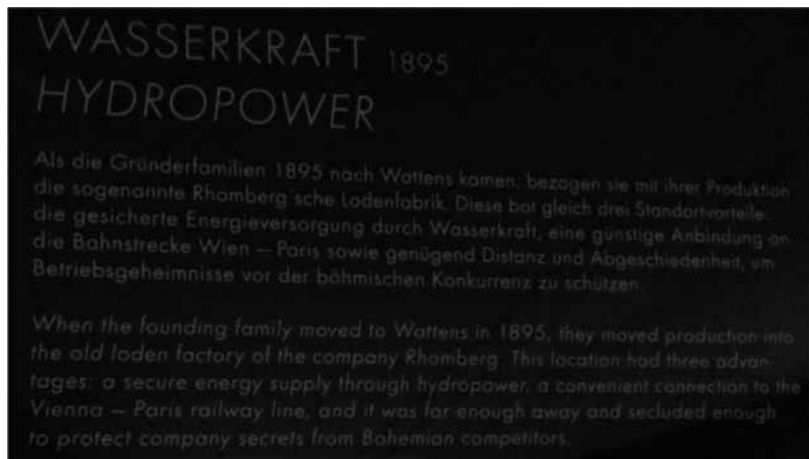 WASSERKRAFT 1895
HYDROPOWER
Als die Gründerfamilien 1895 nach Wattens kamen, bezogen sie mit ihrer Produktion
die sogenannte Rhomberg'sche Lodenfabrik. Diese bot gleich drei Standortvorteile:
die gesicherte Energieversorgung durch Wasserkraft, eine günstige Anbindung an
die Bahnstrecke Wien – Paris sowie genügend Distanz und Abgeschiedenheit, um
Betriebsgeheimnisse vor der böhmischen Konkurrenz zu schützen.
When the founding family moved to Wattens in 1895, they moved production into
the old loden factory of the company Rhomberg. This location had three advan-
tages: a secure energy supply through hydropower, a convenient connection to the
Vienna – Paris railway line, and it was far enough away and secluded enough
to protect company secrets from Bohemian competitors.